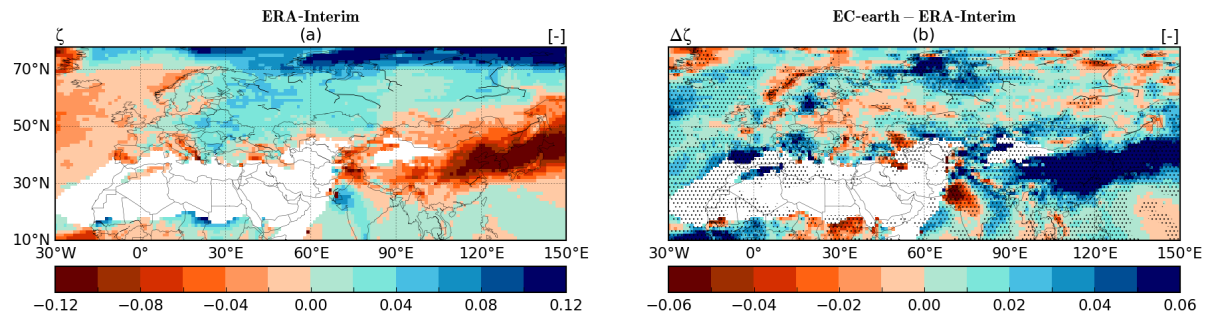 ERA-Interim
ζ (a) [-]
70°N
50°N
30°N
10°N
30°W 0° 30°E 60°E 90°E 120°E 150°E
−0.12 −0.08 −0.04 0.00 0.04 0.08 0.12
EC-earth – ERA-Interim
Δζ (b) [-]
30°W 0° 30°E 60°E 90°E 120°E 150°E
−0.06 −0.04 −0.02 0.00 0.02 0.04 0.06